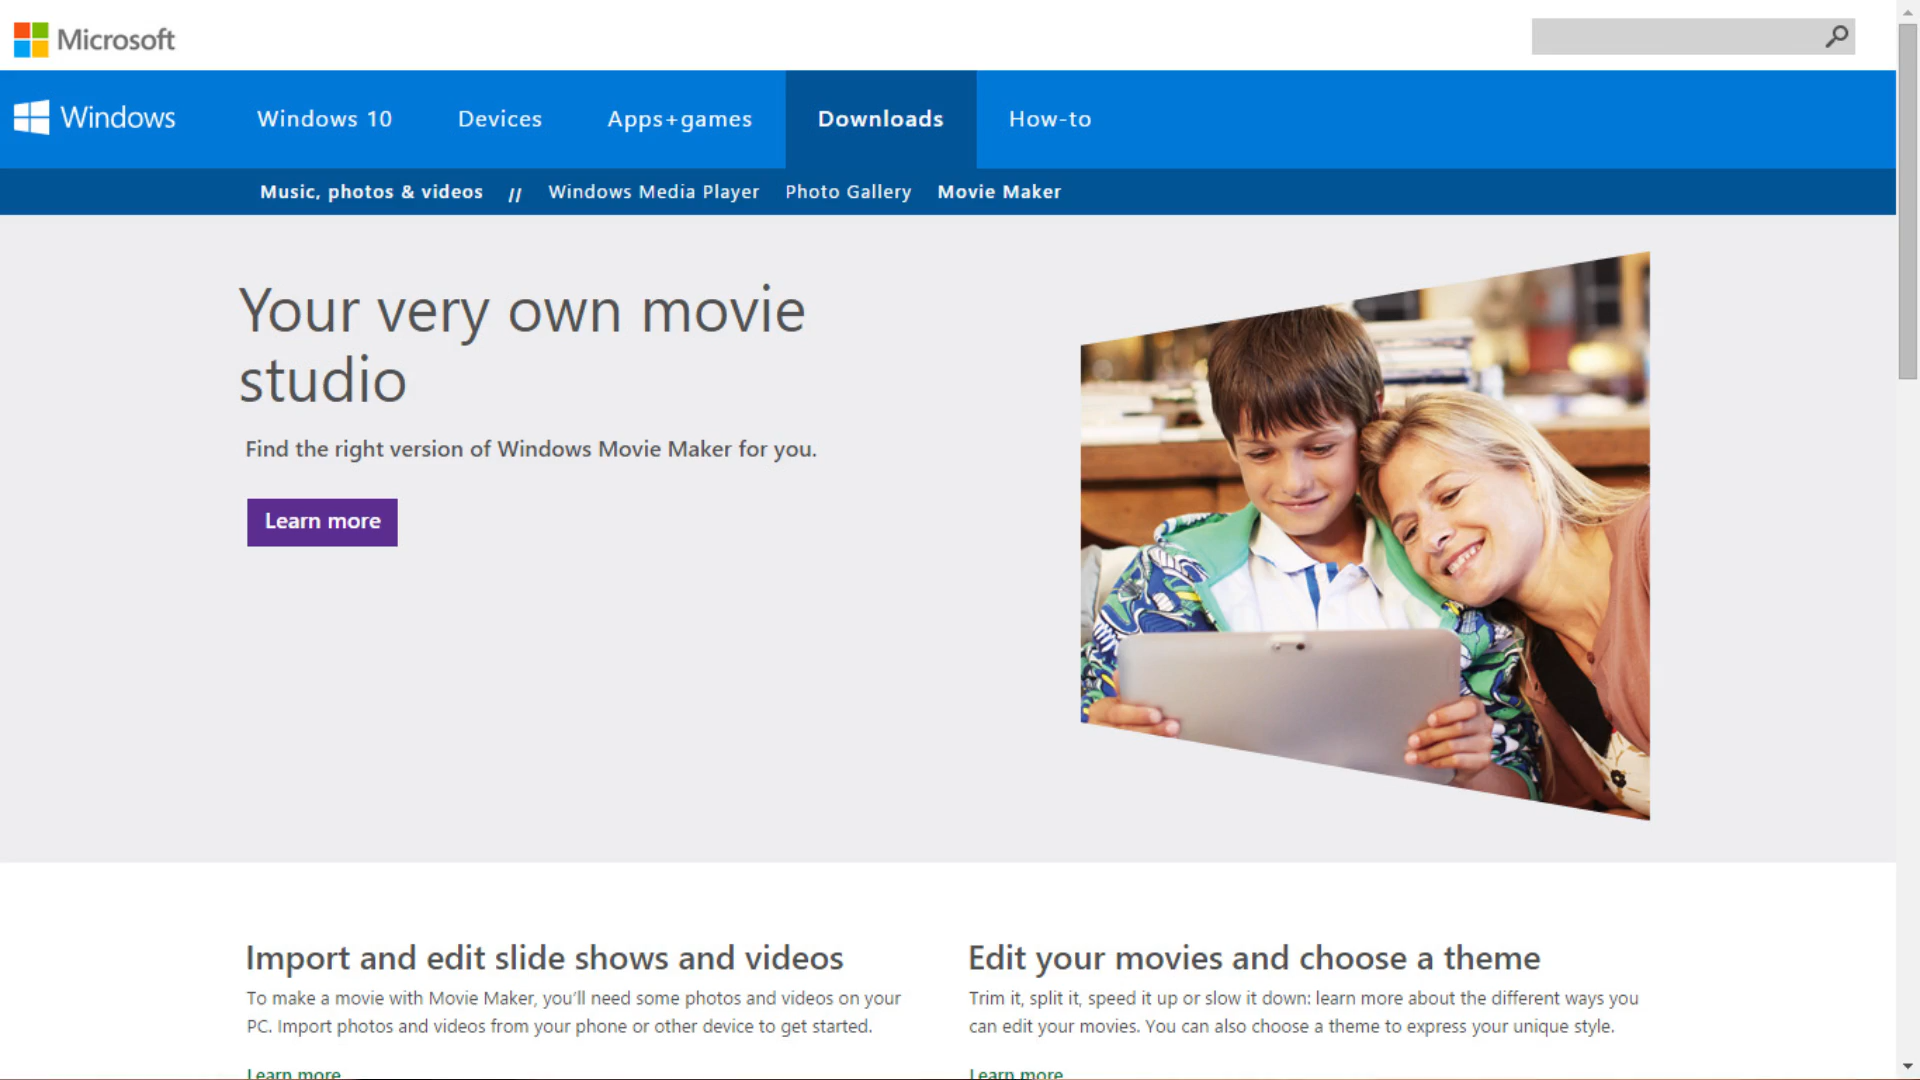 Microsoft
Windows
Windows 10
Devices
Apps+games
Downloads
How-to
Music, photos & videos // Windows Media Player Photo Gallery Movie Maker
Your very own movie
studio
Find the right version of Windows Movie Maker for you.
Learn more
Import and edit slide shows and videos
To make a movie with Movie Maker, you'll need some photos and videos on your
PC. Import photos and videos from your phone or other device to get started.
Learn more
Edit your movies and choose a theme
Trim it, split it, speed it up or slow it down: learn more about the different ways you
can edit your movies. You can also choose a theme to express your unique style.
Learn more